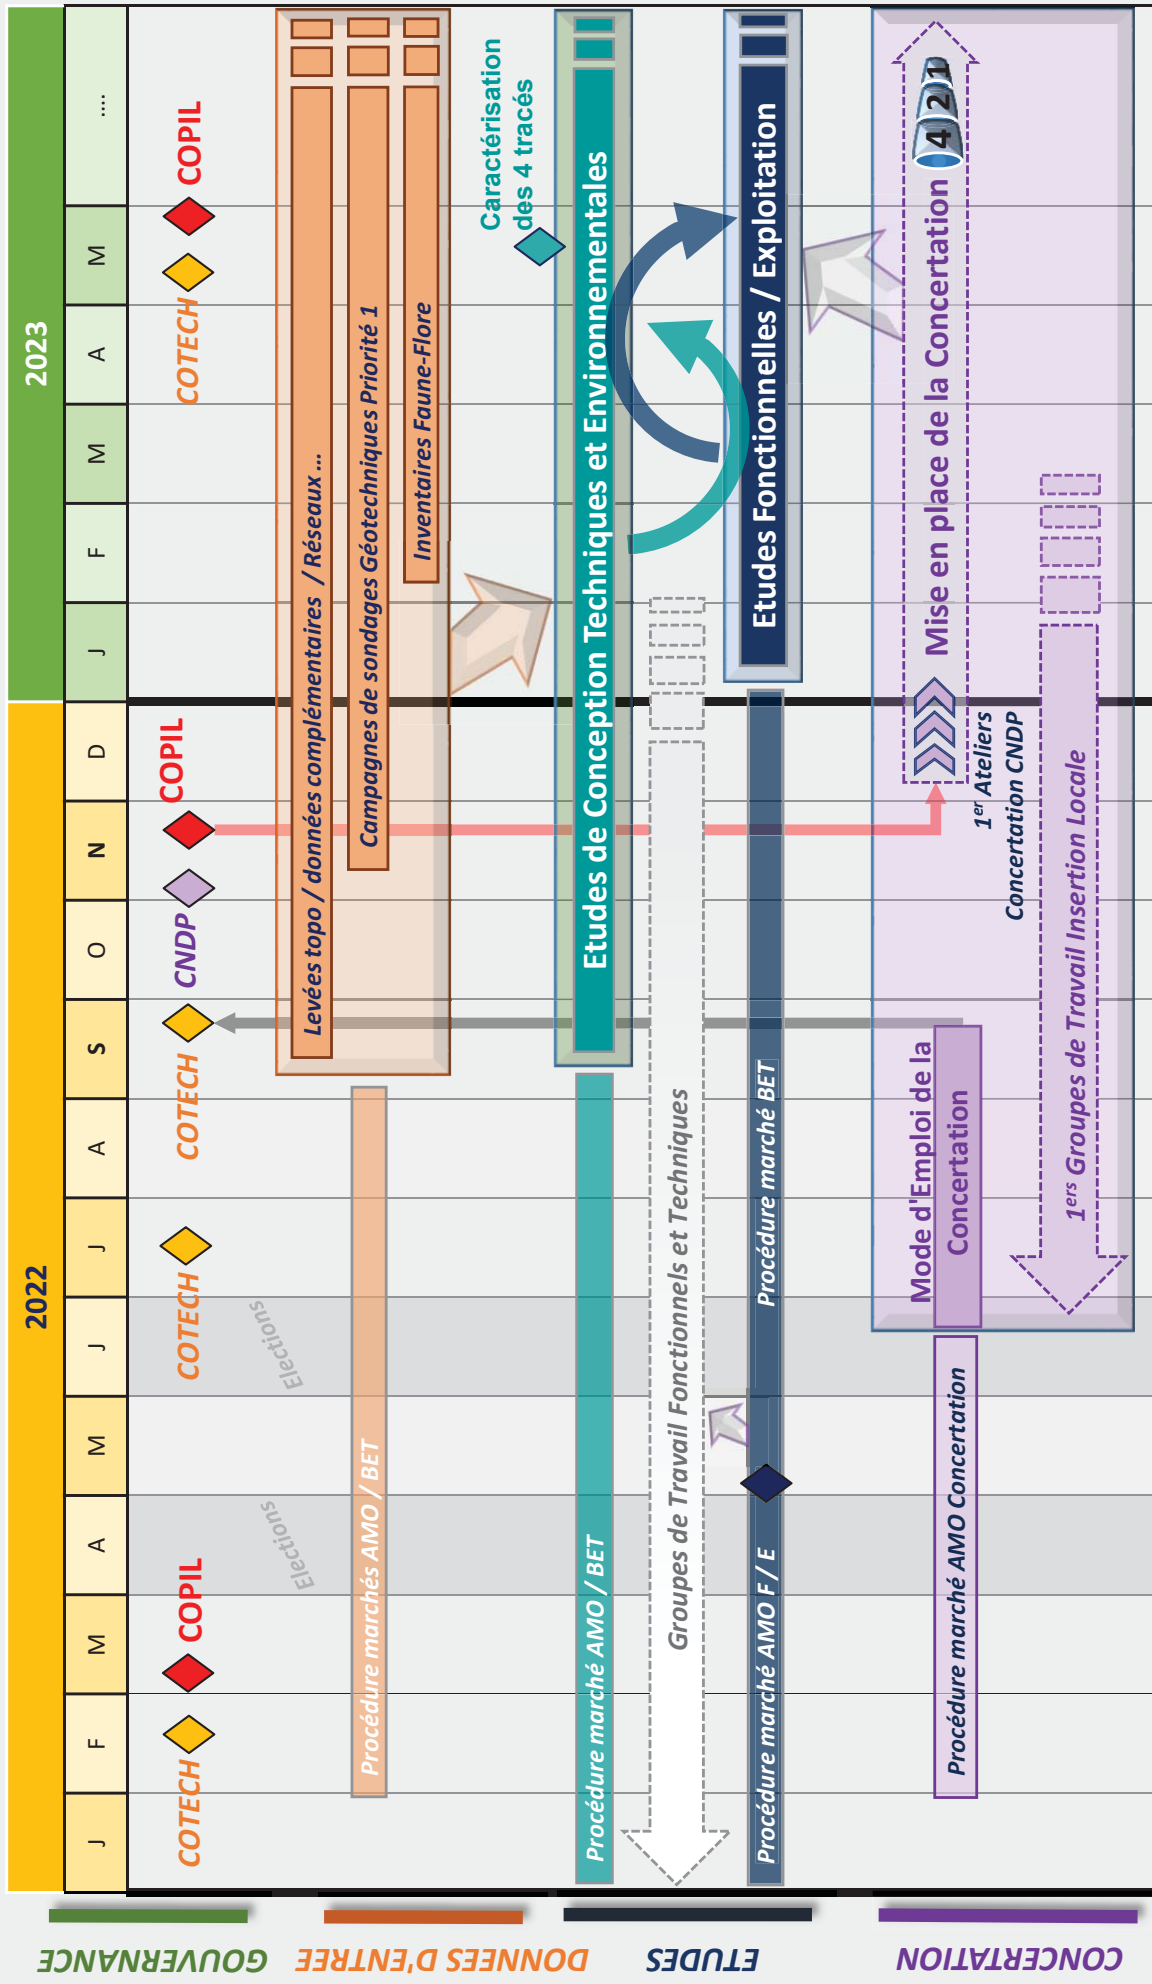 2022
2023
J
F
M
A
M
J
J
A
S
O
N
D
J
F
M
A
M
....
GOUVERNANCE
COTECH
COPIL
COTECH
COTECH
CNDP
COPIL
COTECH
COPIL
Elections
Elections
DONNEES D'ENTREE
Procédure marchés AMO / BET
Levées topo / données complémentaires / Réseaux ...
Campagnes de sondages Géotechniques Priorité 1
Inventaires Faune-Flore
ETUDES
Caractérisation
des 4 tracés
Procédure marché AMO / BET
Etudes de Conception Techniques et Environnementales
Groupes de Travail Fonctionnels et Techniques
Procédure marché AMO F / E
Procédure marché BET
Etudes Fonctionnelles / Exploitation
CONCERTATION
Procédure marché AMO Concertation
Mode d'Emploi de la
Concertation
Mise en place de la Concertation
4 2 1
1er Ateliers
Concertation CNDP
1ers Groupes de Travail Insertion Locale